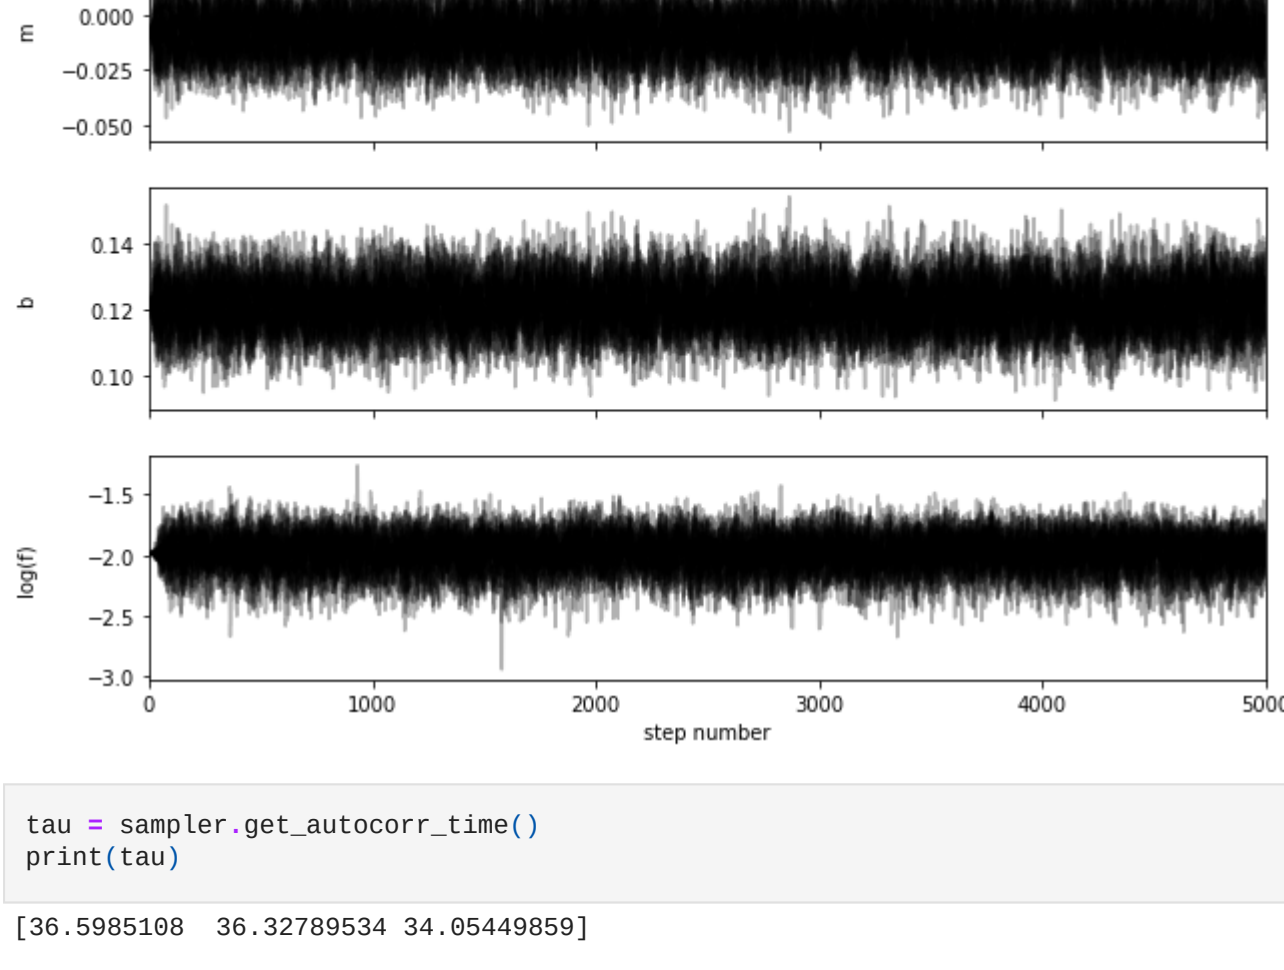 0.000
m
−0.025
−0.050
0.14
b
0.12
0.10
−1.5
log(f)
−2.0
−2.5
−3.0
0 1000 2000 3000 4000 5000
step number
tau = sampler.get_autocorr_time()
print(tau)
[36.5985108  36.32789534 34.05449859]